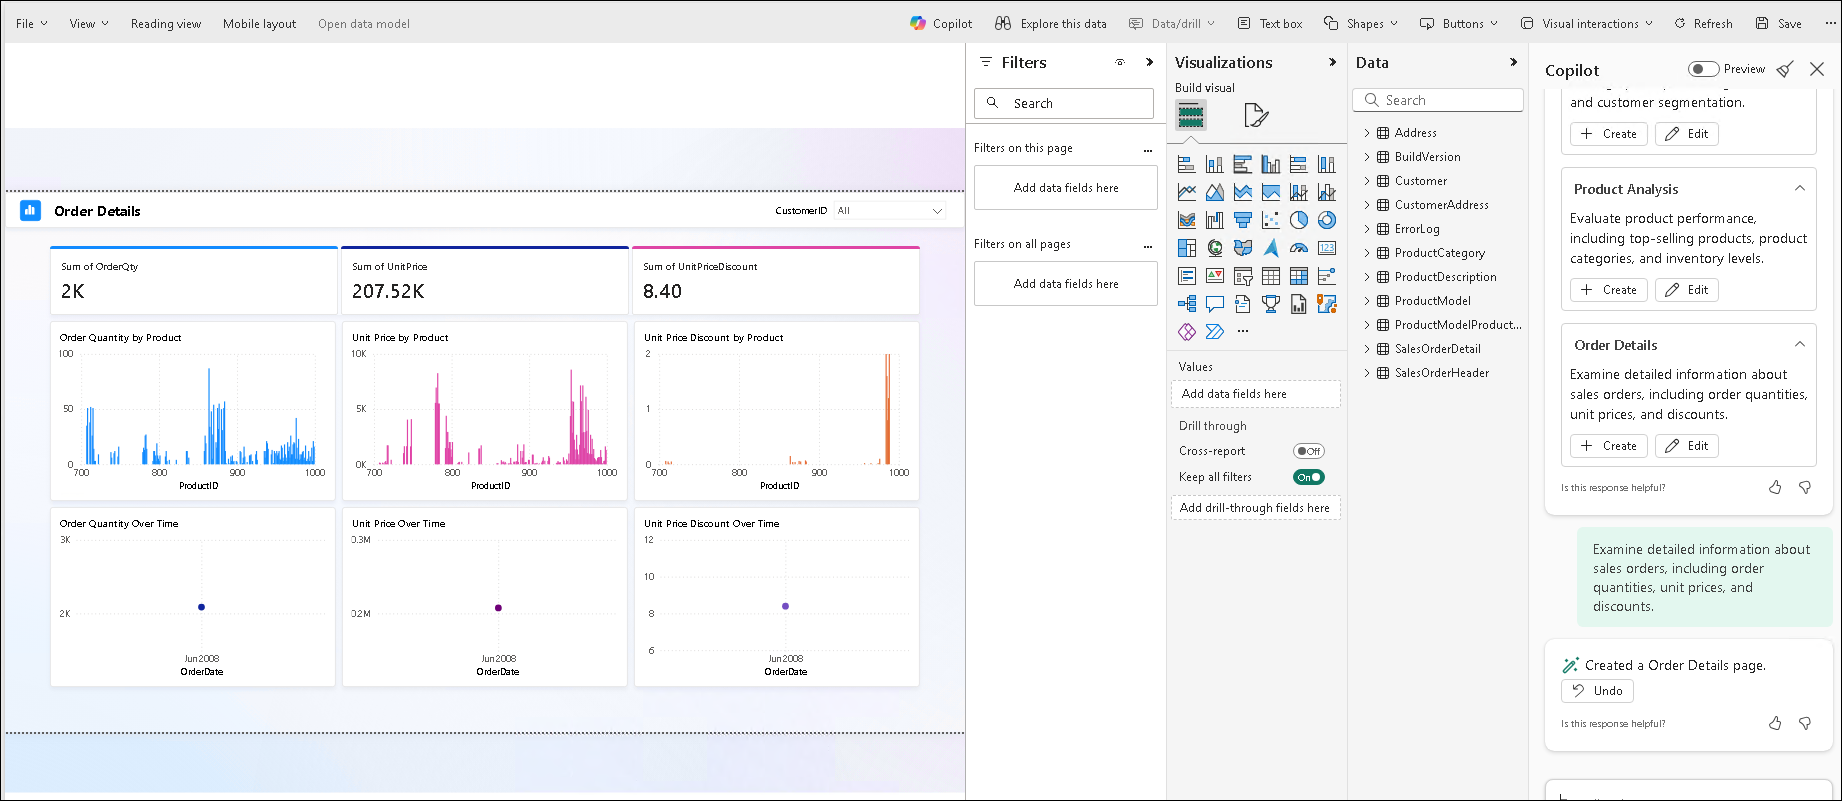 File View Reading view Mobile layout Open data model Copilot Explore this data Data/drill Text box Shapes Buttons Visual interactions Refresh Save ...
Order Details
CustomerID All
Sum of OrderQty
2K
Sum of UnitPrice
207.52K
Sum of UnitPriceDiscount
8.40
Order Quantity by Product
100
50
0
700 800 900 1000
ProductID
Unit Price by Product
10K
5K
0K
700 800 900 1000
ProductID
Unit Price Discount by Product
2
1
0
700 800 900 1000
ProductID
Order Quantity Over Time
3K
2K
Jun 2008
OrderDate
Unit Price Over Time
0.3M
0.2M
Jun 2008
OrderDate
Unit Price Discount Over Time
12
10
8
6
Jun 2008
OrderDate
Filters
Search
Filters on this page ...
Add data fields here
Filters on all pages ...
Add data fields here
Visualizations
Build visual
123
...
Values
Add data fields here
Drill through
Cross-report Off
Keep all filters On
Add drill-through fields here
Data
Search
Address
BuildVersion
Customer
CustomerAddress
ErrorLog
ProductCategory
ProductDescription
ProductModel
ProductModelProduct...
SalesOrderDetail
SalesOrderHeader
Copilot Preview
and customer segmentation.
Create Edit
Product Analysis
Evaluate product performance,
including top-selling products, product
categories, and inventory levels.
Create Edit
Order Details
Examine detailed information about
sales orders, including order quantities,
unit prices, and discounts.
Create Edit
Is this response helpful?
Examine detailed information about
sales orders, including order
quantities, unit prices, and
discounts.
Created a Order Details page.
Undo
Is this response helpful?